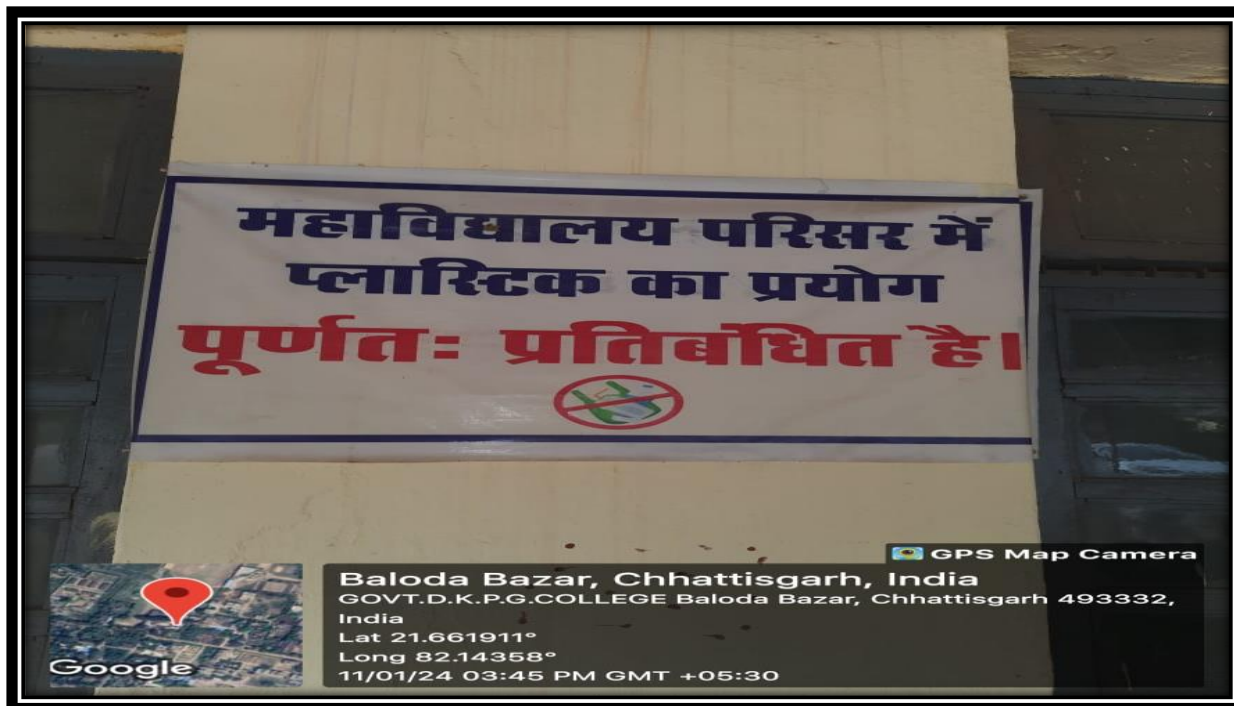 महाविद्यालय परिसर में
प्लास्टिक का प्रयोग
पूर्णतः प्रतिबंधित है।
GPS Map Camera
Baloda Bazar, Chhattisgarh, India
GOVT.D.K.P.G.COLLEGE Baloda Bazar, Chhattisgarh 493332,
India
Lat 21.661911°
Long 82.14358°
11/01/24 03:45 PM GMT +05:30
Google